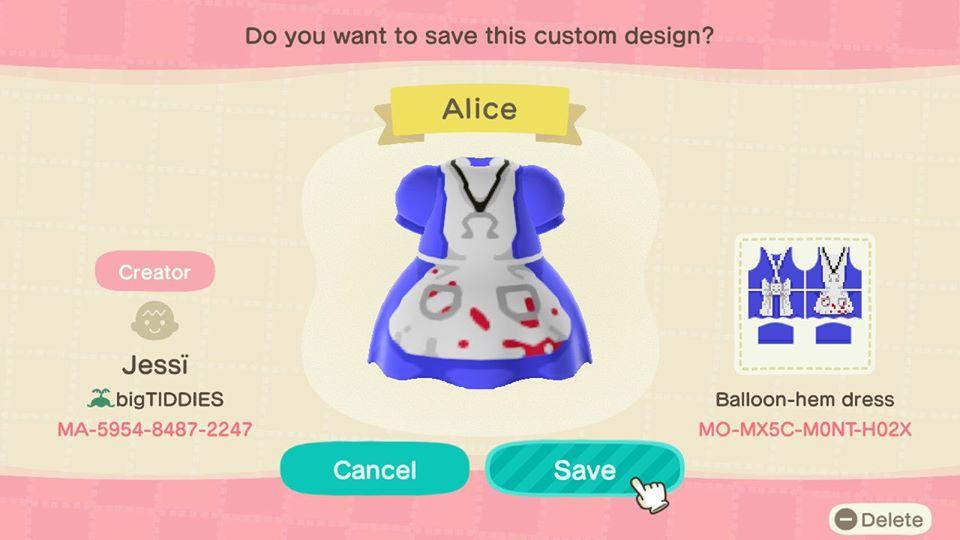 Do you want to save this custom design?
Alice
Creator
Jessï
bigTIDDIES
MA-5954-8487-2247
Balloon-hem dress
MO-MX5C-M0NT-H02X
Cancel
Save
Delete